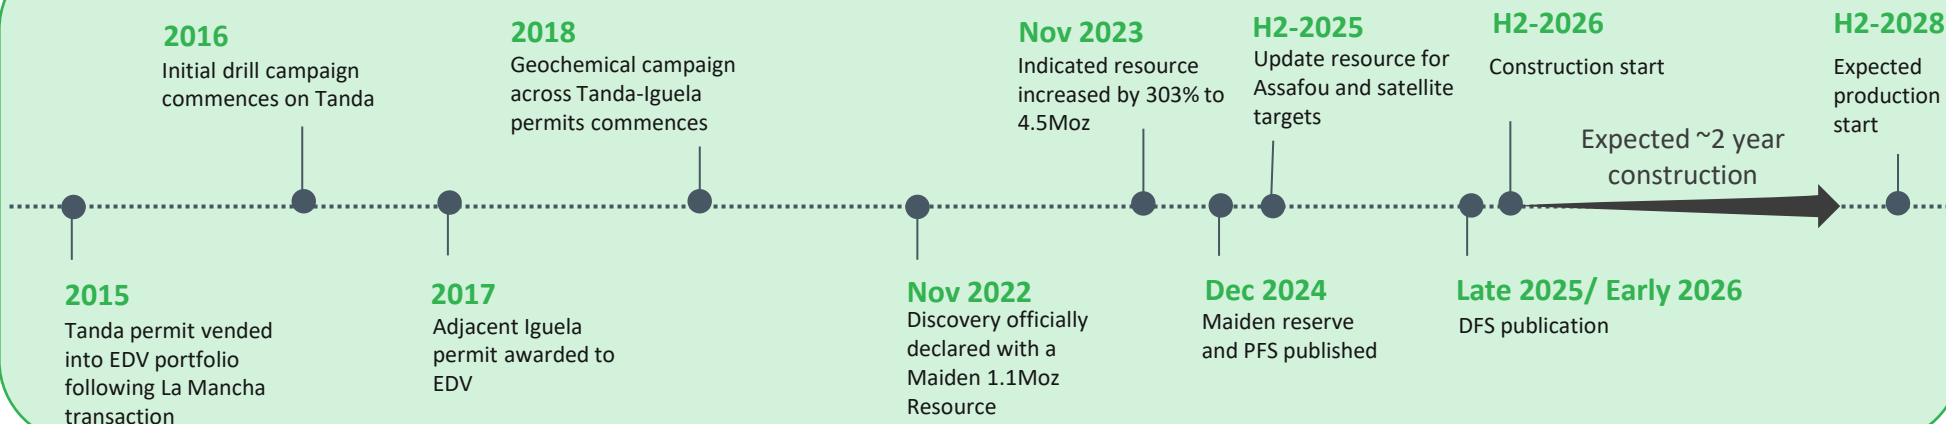 2016
Initial drill campaign
commences on Tanda
2018
Geochemical campaign
across Tanda-Iguela
permits commences
Nov 2023
Indicated resource
increased by 303% to
4.5Moz
H2-2025
Update resource for
Assafou and satellite
targets
H2-2026
Construction start
H2-2028
Expected
production
start
Expected ~2 year
construction
2015
Tanda permit vended
into EDV portfolio
following La Mancha
transaction
2017
Adjacent Iguela
permit awarded to
EDV
Nov 2022
Discovery officially
declared with a
Maiden 1.1Moz
Resource
Dec 2024
Maiden reserve
and PFS published
Late 2025/ Early 2026
DFS publication